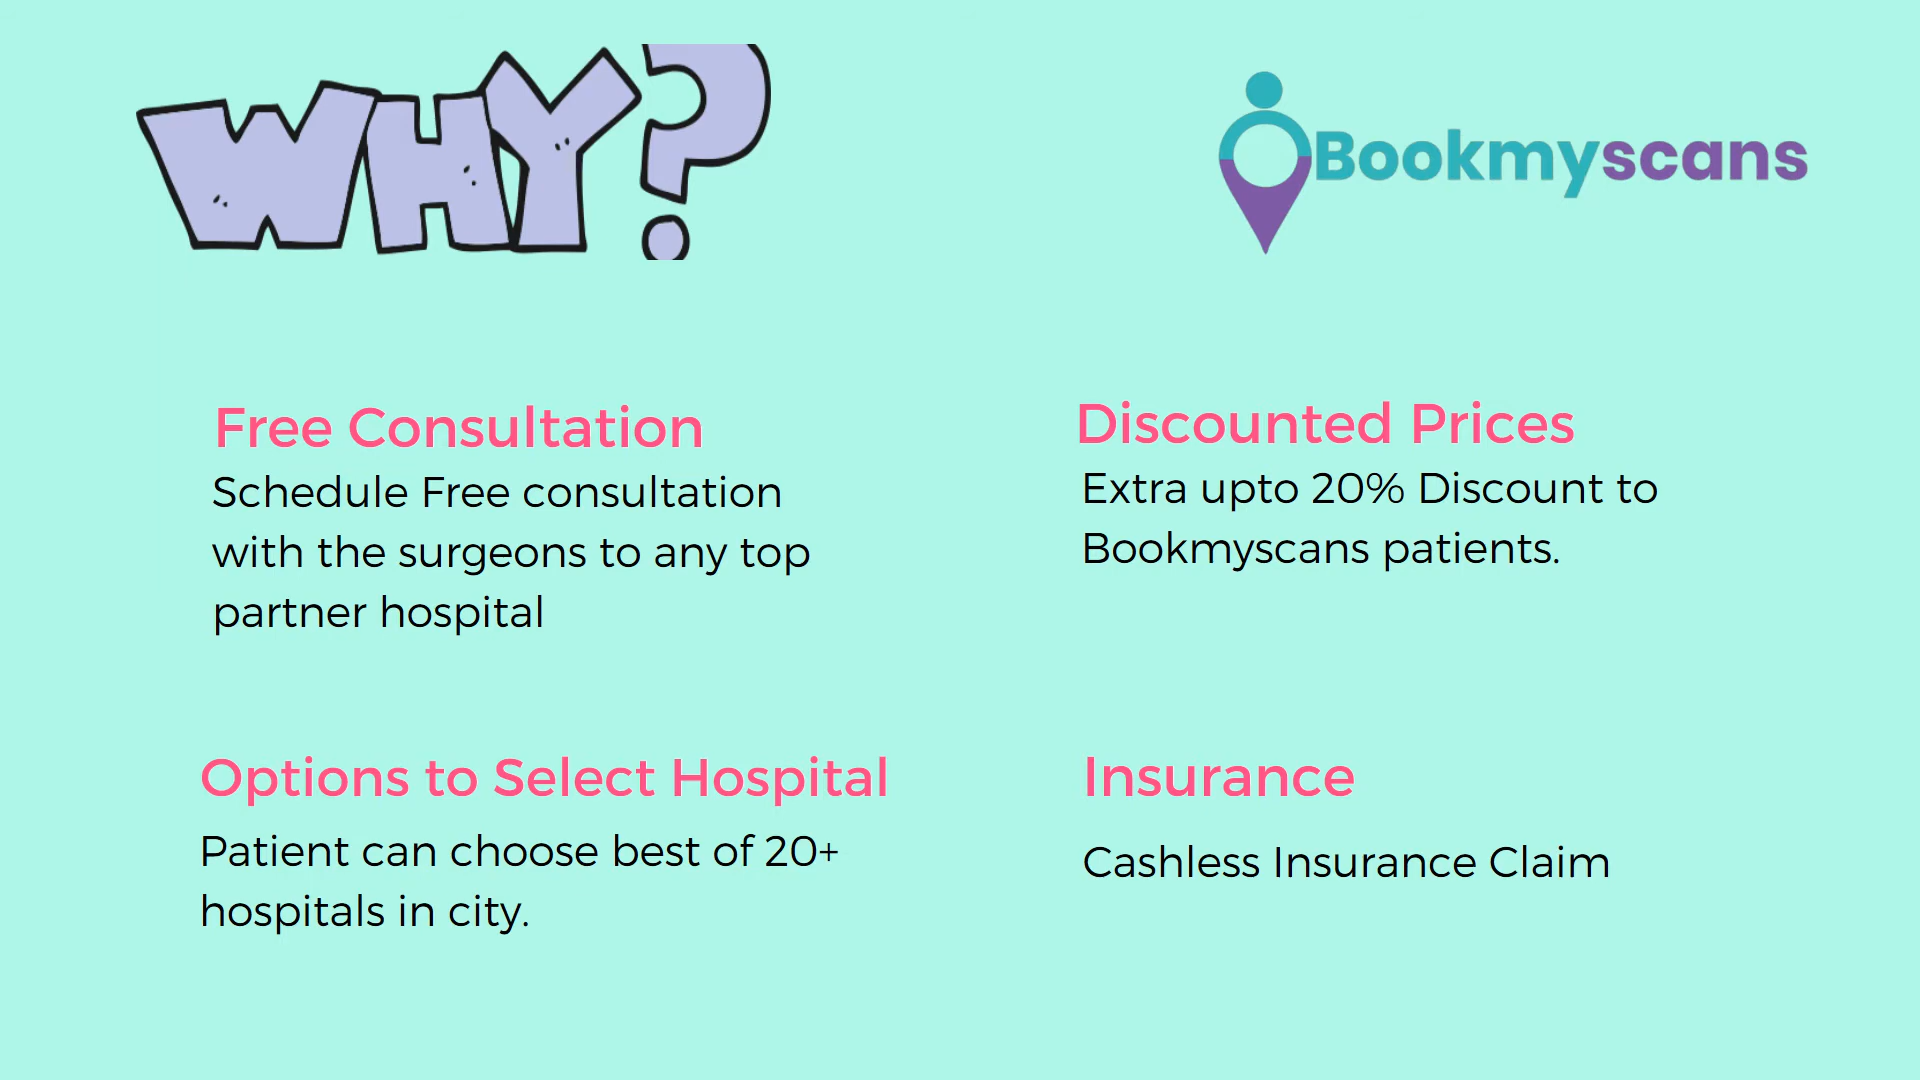 WHY?
Bookmyscans
Free Consultation
Schedule Free consultation
with the surgeons to any top
partner hospital
Discounted Prices
Extra upto 20% Discount to
Bookmyscans patients.
Options to Select Hospital
Patient can choose best of 20+
hospitals in city.
Insurance
Cashless Insurance Claim